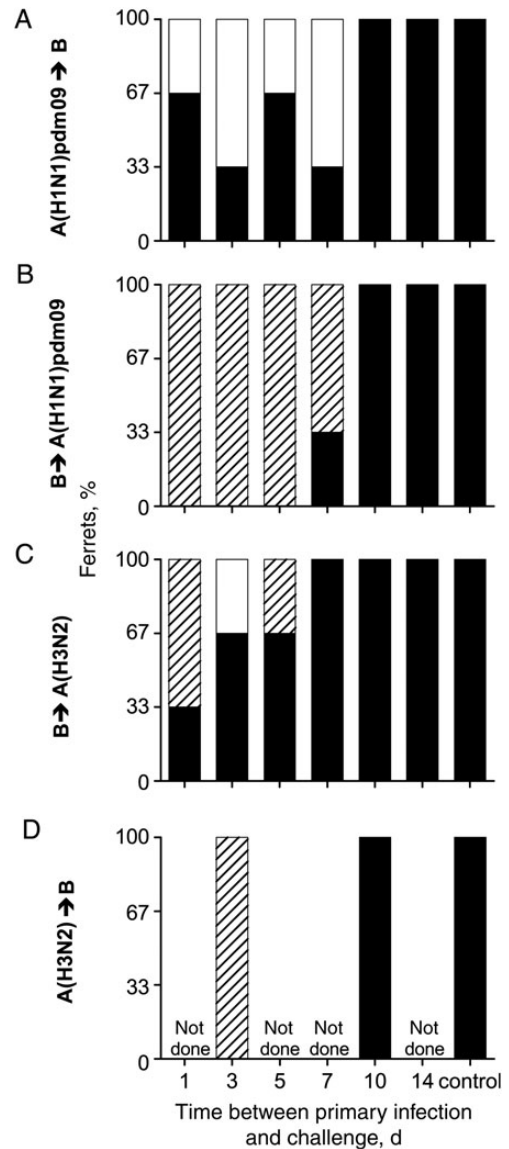 A
A(H1N1)pdm09 ➔ B
100
67
33
0
B
B➔ A(H1N1)pdm09
100
67
33
0
Ferrets, %
C
B➔ A(H3N2)
100
67
33
0
D
A(H3N2) ➔B
100
67
33
0
Not done
Not done
Not done
Not done
1 3 5 7 10 14 control
Time between primary infection
and challenge, d